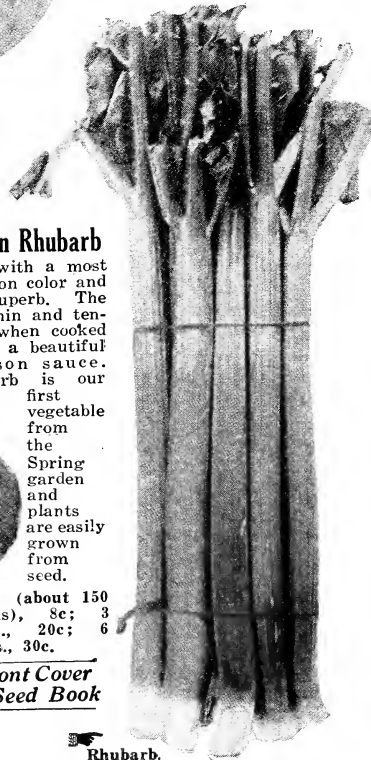 n Rhubarb
with a most
on color and
uperb. The
hin and ten-
when cooked
a beautiful
son sauce.
rb is our
first
vegetable
from
the
Spring
garden
and
plants
are easily
grown
from
seed.
(about 150
s), 8c; 3
., 20c; 6
., 30c.
ont Cover
Seed Book
Rhubarb.